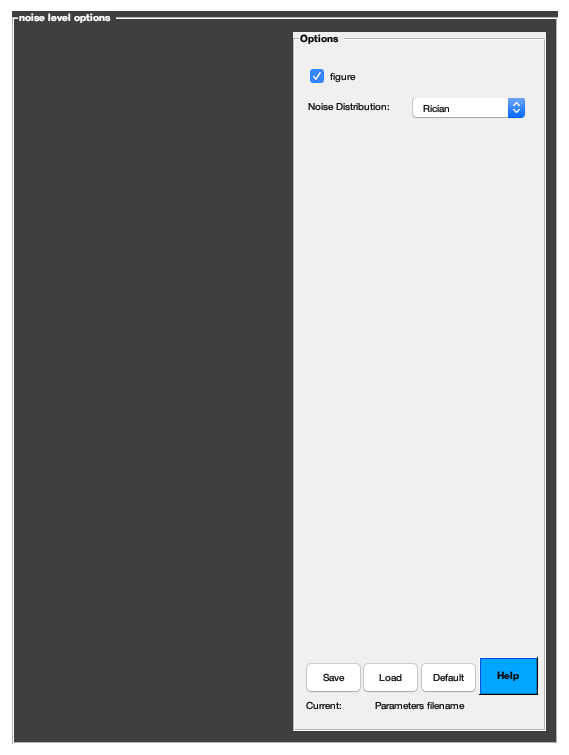 noise level options
Options
figure
Noise Distribution: Rician
Save Load Default Help
Current: Parameters filename